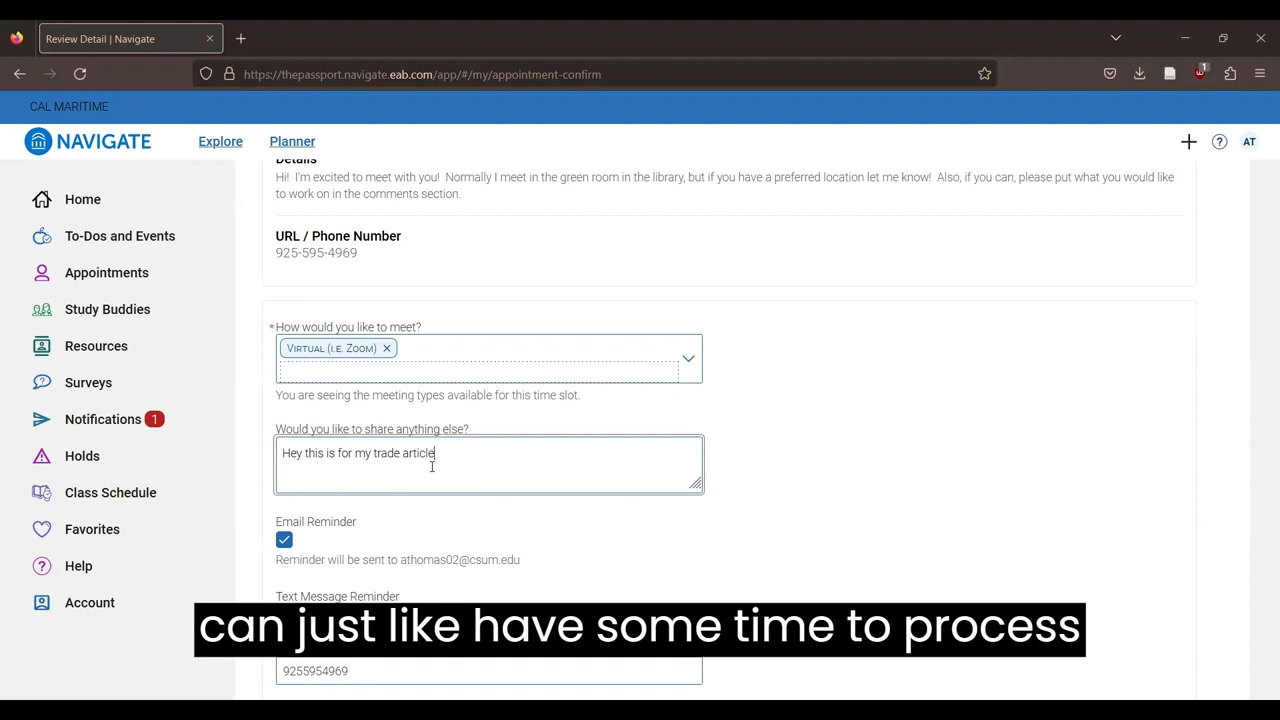 Review Detail | Navigate
https://thepassport.navigate.eab.com/app/#/my/appointment-confirm
1
CAL MARITIME
NAVIGATE
Explore
Planner
AT
Home
To-Dos and Events
Appointments
Study Buddies
Resources
Surveys
Notifications 1
Holds
Class Schedule
Favorites
Help
Account
Details
Hi! I'm excited to meet with you! Normally I meet in the green room in the library, but if you have a preferred location let me know! Also, if you can, please put what you would like
to work on in the comments section.
URL / Phone Number
925-595-4969
* How would you like to meet?
VIRTUAL (I.E. ZOOM)
You are seeing the meeting types available for this time slot.
Would you like to share anything else?
Hey this is for my trade article
Email Reminder
Reminder will be sent to athomas02@csum.edu
Text Message Reminder
can just like have some time to process
9255954969